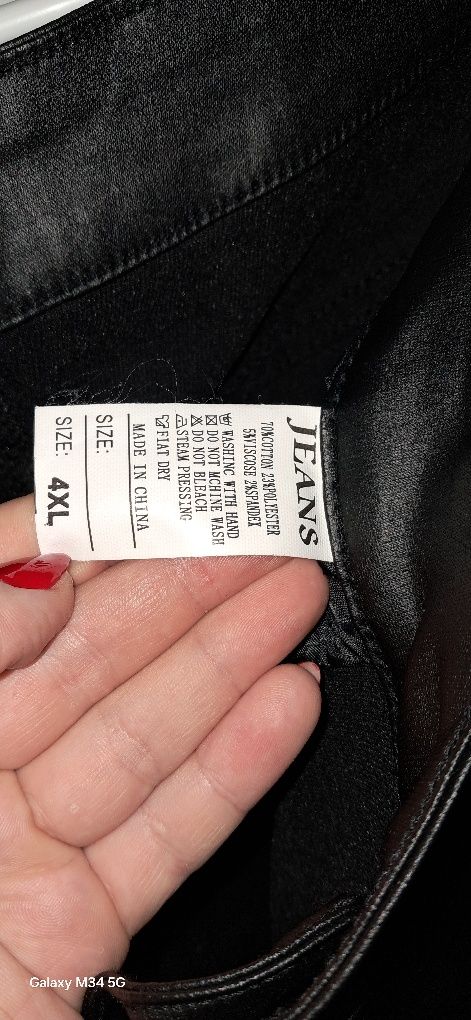 JEANS
70%COTTON 23%POLYESTER
5%VISCOSE 2%SPANDEX
WASHING WITH HAND
DO NOT MCHINE WASH
DO NOT BLEACH
STEAM PRESSING
FIAT DRY
MADE IN CHiNA
SIZE:
SIZE: 4XL
Galaxy M34 5G